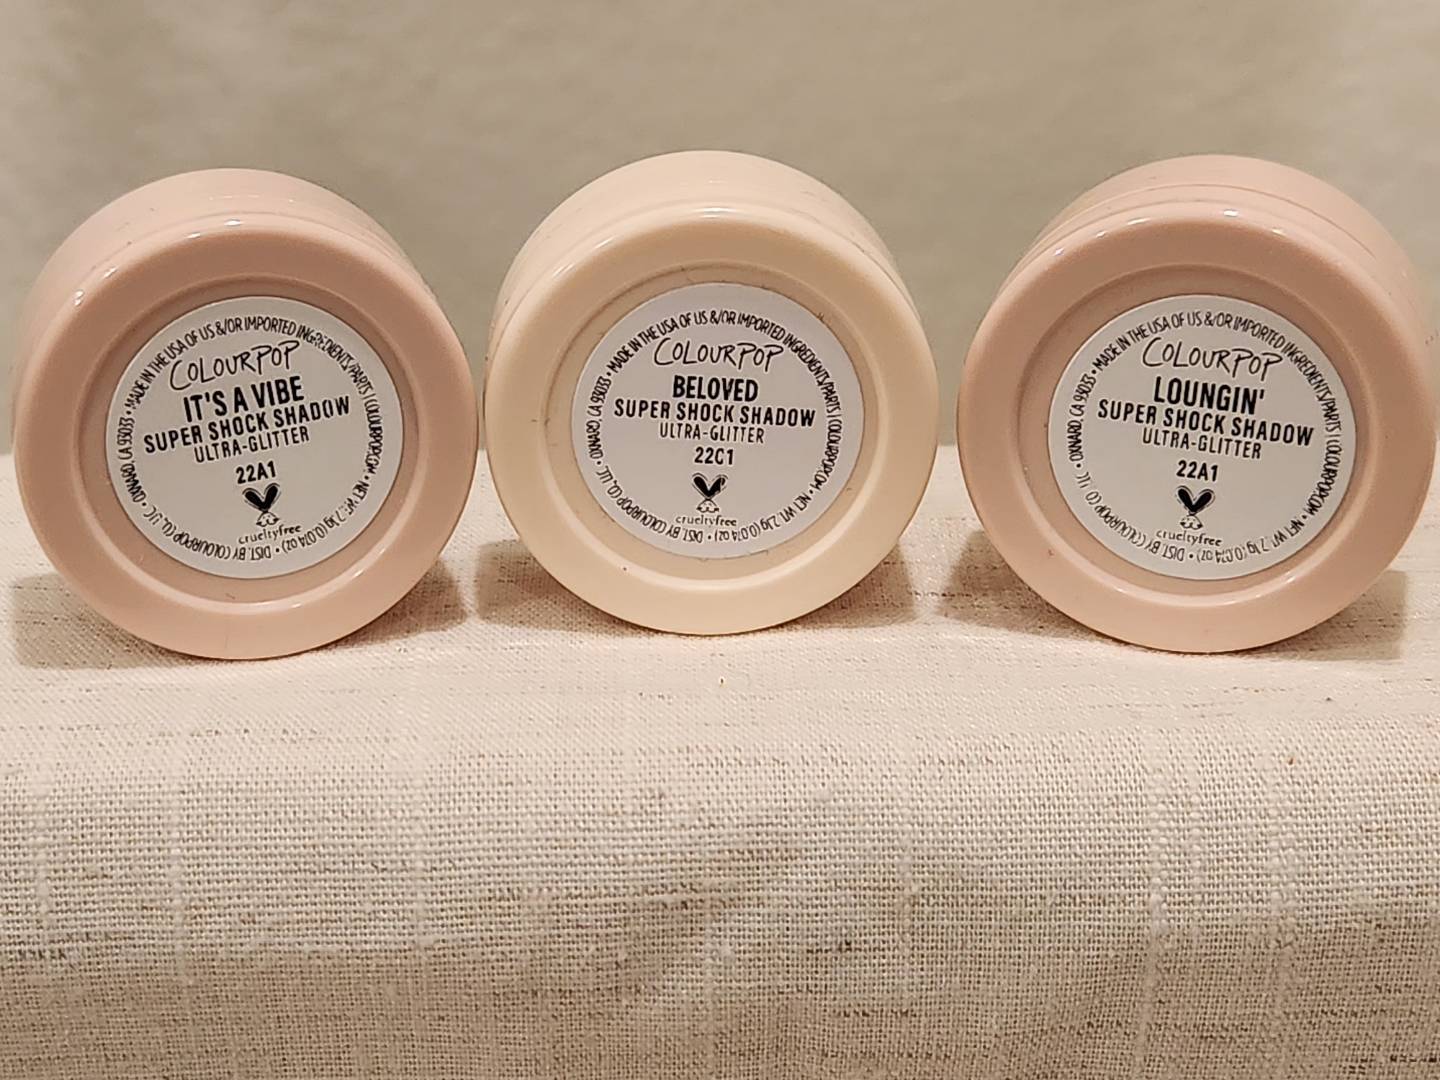 MADE IN THE USA OF US &/OR IMPORTED INGREDIENTS/PARTS | COLOURPOP.COM • NET WT. 2.1g (0.074 oz) • DIST. BY COLOURPOP CO., LLC • OXNARD, CA 93033 •
COLOURPOP
IT'S A VIBE
SUPER SHOCK SHADOW
ULTRA-GLITTER
22A1
crueltyfree
MADE IN THE USA OF US &/OR IMPORTED INGREDIENTS/PARTS | COLOURPOP.COM • NET WT. 2.1g (0.074 oz) • DIST. BY COLOURPOP CO., LLC • OXNARD, CA 93033 •
COLOURPOP
BELOVED
SUPER SHOCK SHADOW
ULTRA-GLITTER
22C1
crueltyfree
MADE IN THE USA OF US &/OR IMPORTED INGREDIENTS/PARTS | COLOURPOP.COM • NET WT. 2.1g (0.074 oz) • DIST. BY COLOURPOP CO., LLC • OXNARD, CA 93033 •
COLOURPOP
LOUNGIN'
SUPER SHOCK SHADOW
ULTRA-GLITTER
22A1
crueltyfree